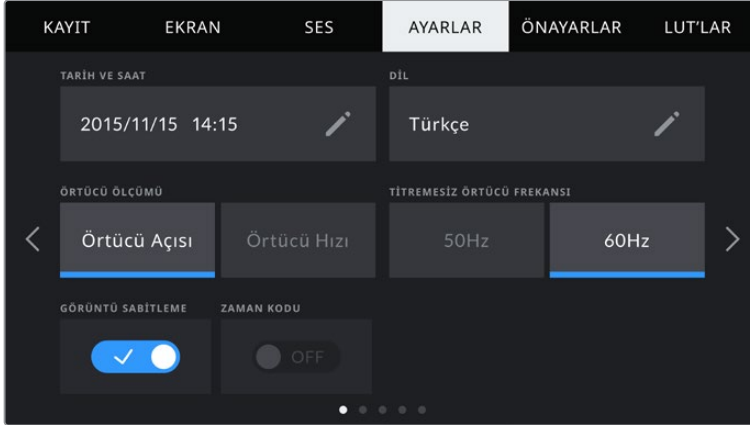 KAYIT EKRAN SES AYARLAR ÖNAYARLAR LUT'LAR
TARİH VE SAAT DİL
2015/11/15 14:15 Türkçe
ÖRTÜCÜ ÖLÇÜMÜ TİTREMESİZ ÖRTÜCÜ FREKANSI
Örtücü Açısı Örtücü Hızı 50Hz 60Hz
GÖRÜNTÜ SABİTLEME ZAMAN KODU
OFF